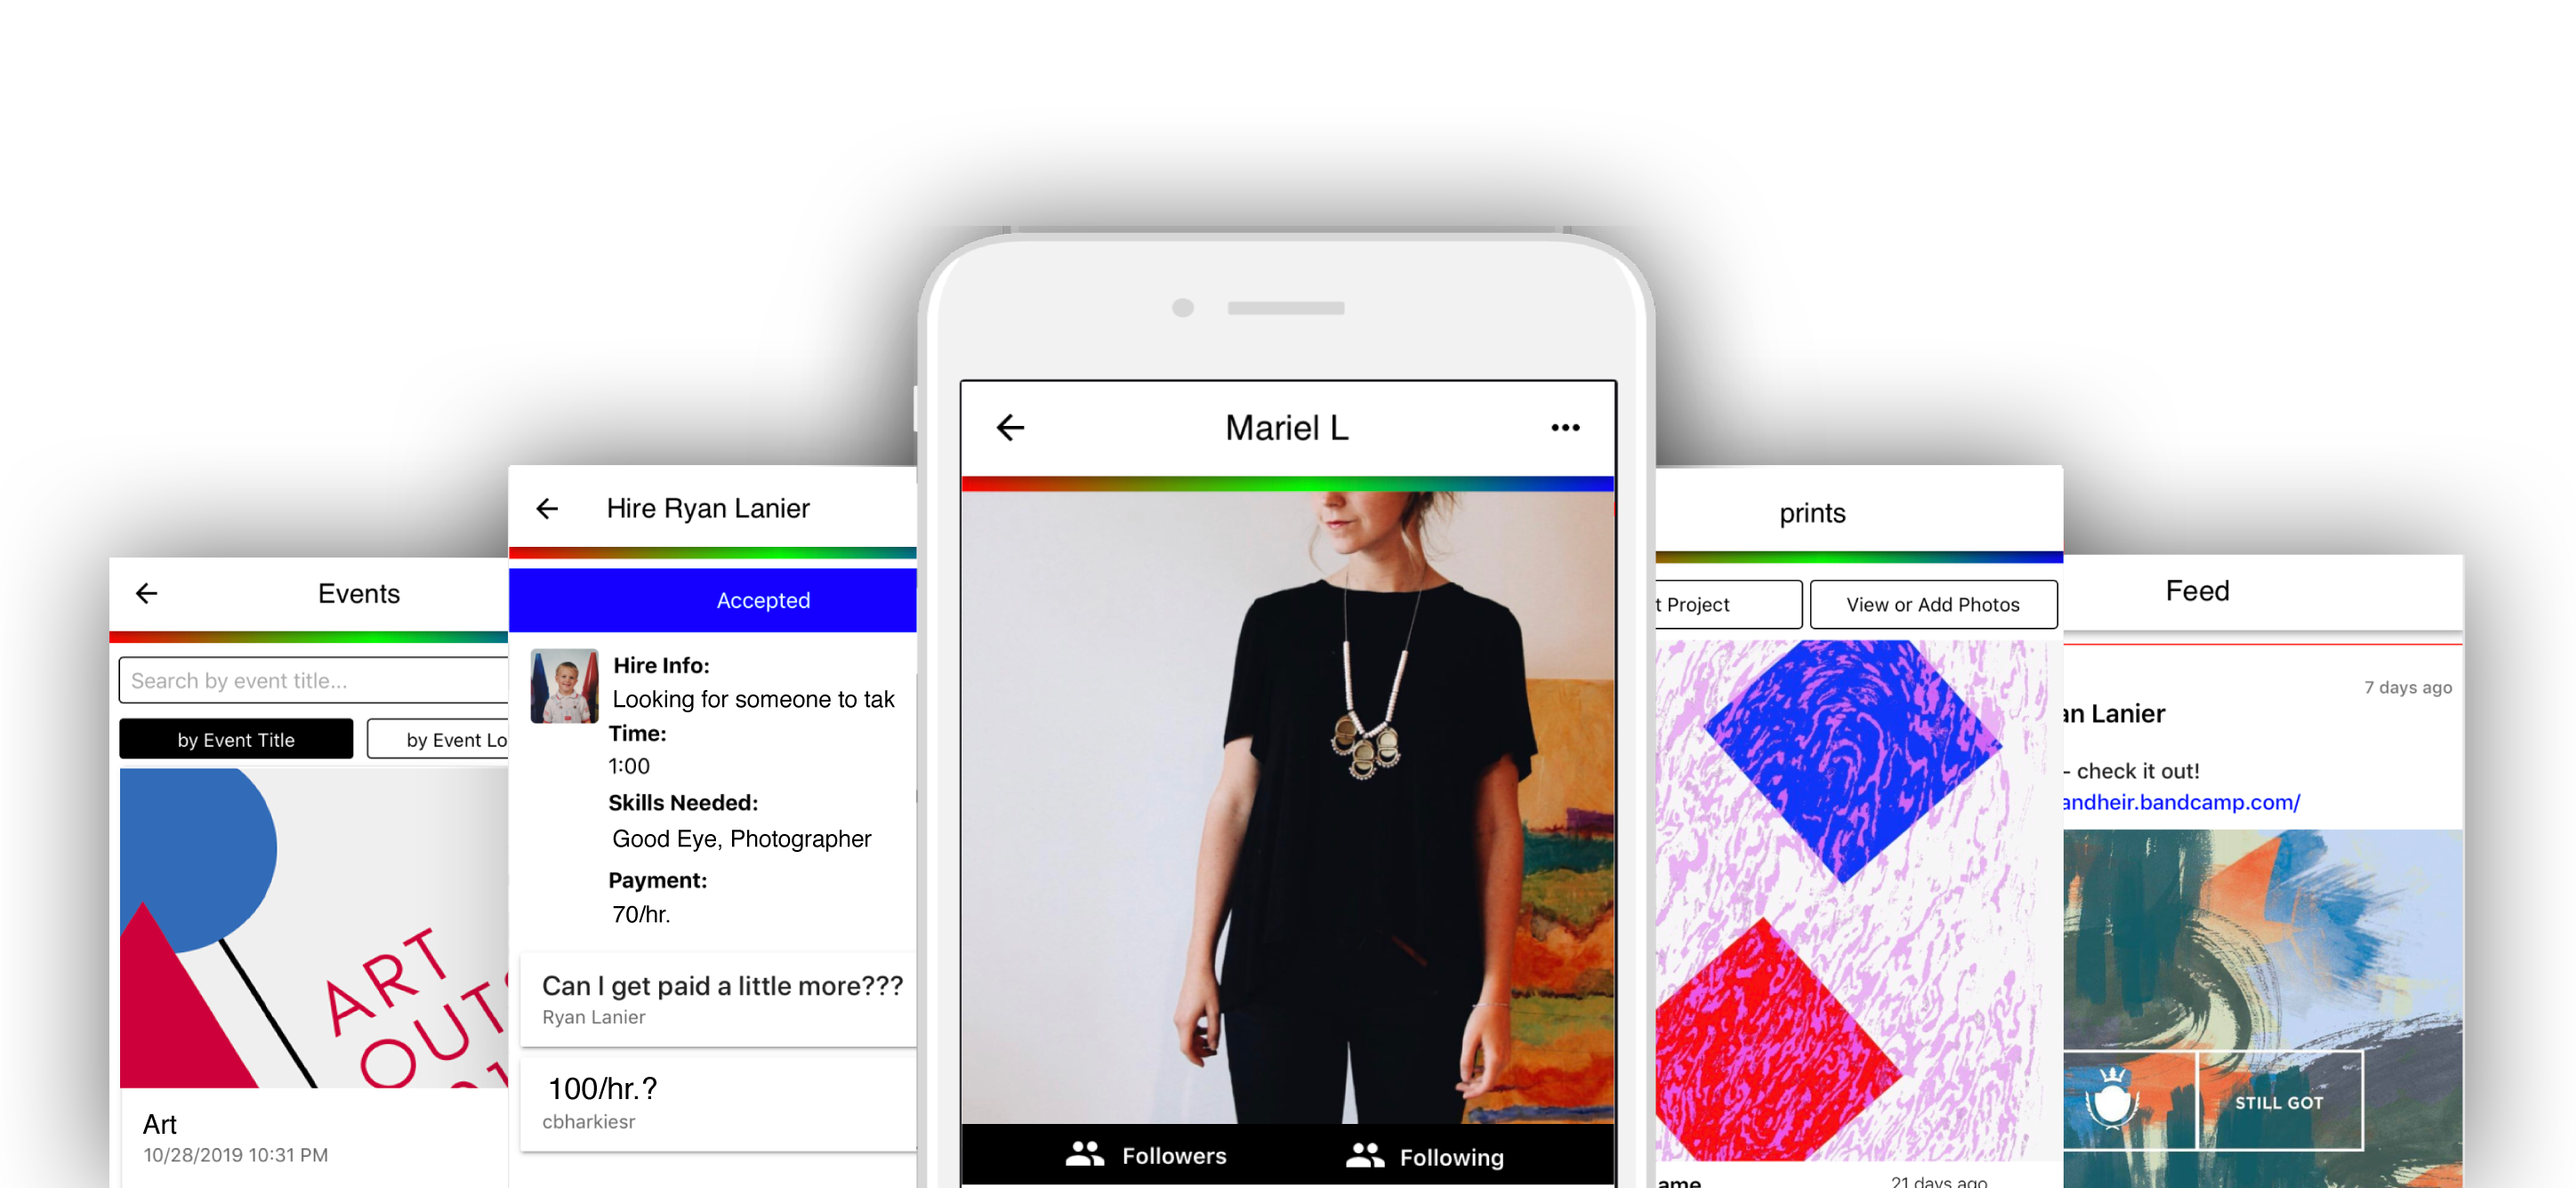 Events
Search by event title...
by Event Title
by Event Lo
ART
OUT
Art
10/28/2019 10:31 PM
Hire Ryan Lanier
Accepted
Hire Info:
Looking for someone to tak
Time:
1:00
Skills Needed:
Good Eye, Photographer
Payment:
70/hr.
Can I get paid a little more???
Ryan Lanier
100/hr.?
cbharkiesr
Mariel L
Followers
Following
prints
t Project
View or Add Photos
ame
21 days ago
Feed
7 days ago
an Lanier
- check it out!
andheir.bandcamp.com/
STILL GOT